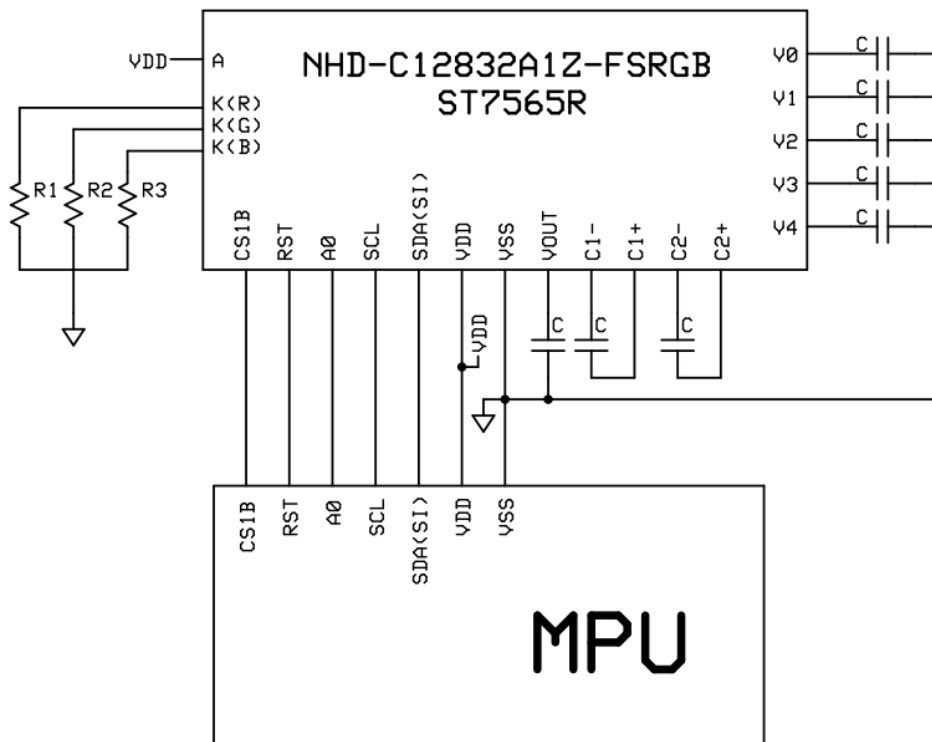 NHD-C12832A1Z-FSRGB
ST7565R
VDD
A
K(R)
K(G)
K(B)
R1
R2
R3
V0
C
V1
C
V2
C
V3
C
V4
C
CS1B
RST
A0
SCL
SDA(SI)
VDD
VSS
VOUT
C1-
C1+
C2-
C2+
VDD
C
C
C
CS1B
RST
A0
SCL
SDA(SI)
VDD
VSS
MPU